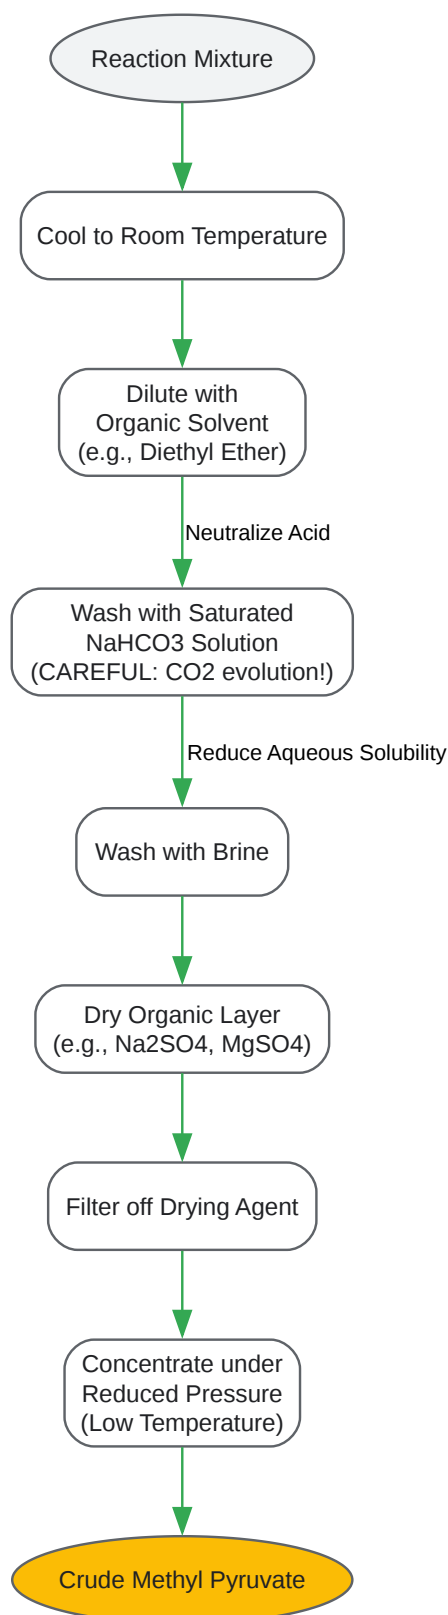 Reaction Mixture
Cool to Room Temperature
Dilute with
Organic Solvent
(e.g., Diethyl Ether)
Neutralize Acid
Wash with Saturated
NaHCO3 Solution
(CAREFUL: CO2 evolution!)
Reduce Aqueous Solubility
Wash with Brine
Dry Organic Layer
(e.g., Na2SO4, MgSO4)
Filter off Drying Agent
Concentrate under
Reduced Pressure
(Low Temperature)
Crude Methyl Pyruvate